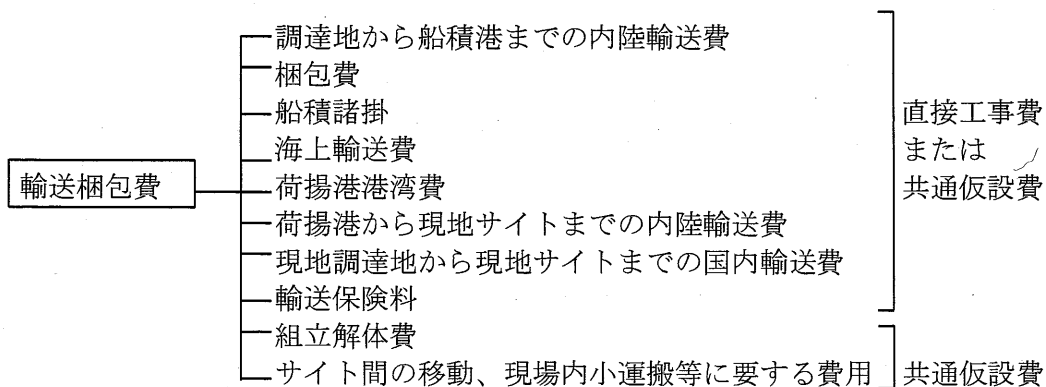 調達地から船積港までの内陸輸送費
梱包費
船積諸掛
海上輸送費
輸送梱包費
荷揚港港湾費
荷揚港から現地サイトまでの内陸輸送費
現地調達地から現地サイトまでの国内輸送費
輸送保険料
直接工事費
または
共通仮設費
組立解体費
サイト間の移動、現場内小運搬等に要する費用
共通仮設費